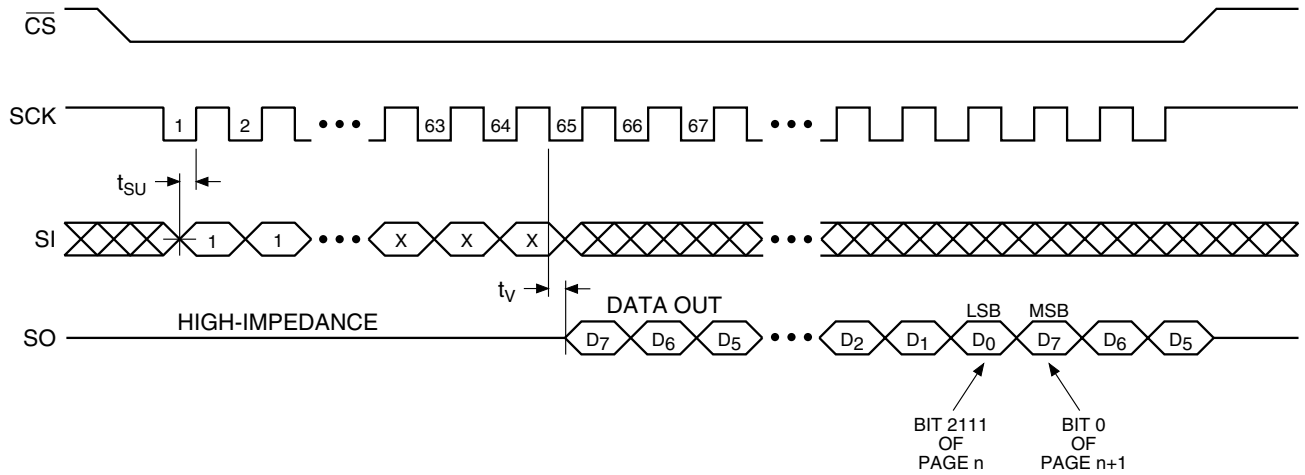 CS
SCK 1 2 63 64 65 66 67
tSU
SI 1 1 X X X
tV
DATA OUT
HIGH-IMPEDANCE
LSB MSB
SO D7 D6 D5 D2 D1 D0 D7 D6 D5
BIT 2111
OF
PAGE n
BIT 0
OF
PAGE n+1